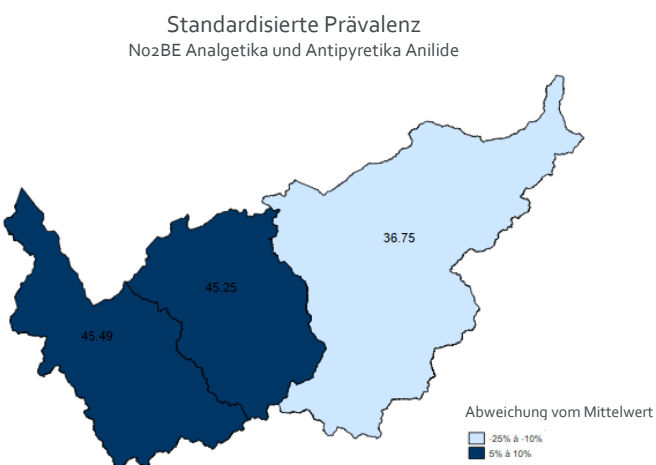 Standardisierte Prävalenz
N02BE Analgetika und Antipyretika Anilide
36.75
45.25
45.49
Abweichung vom Mittelwert
-25% à -10%
5% à 10%